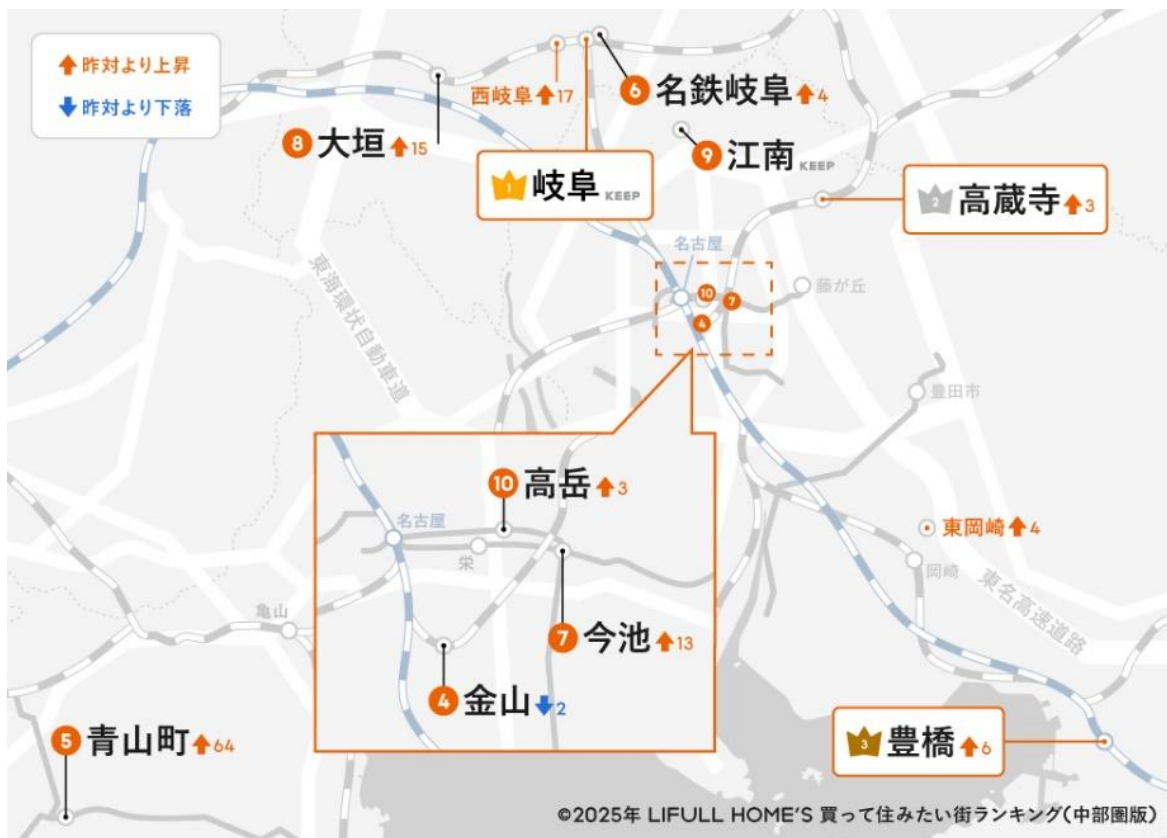 昨対より上昇
昨対より下落
西岐阜 17
6 名鉄岐阜 4
8 大垣 15
1 岐阜 KEEP
9 江南 KEEP
2 高蔵寺 3
名古屋
10
7
4
藤が丘
東海環状自動車道
豊田市
10 高岳 3
名古屋
栄
東岡崎 4
岡崎
東名高速道路
亀山
7 今池 13
4 金山 2
5 青山町 64
3 豊橋 6
©2025年 LIFULL HOME'S 買って住みたい街ランキング(中部圏版)